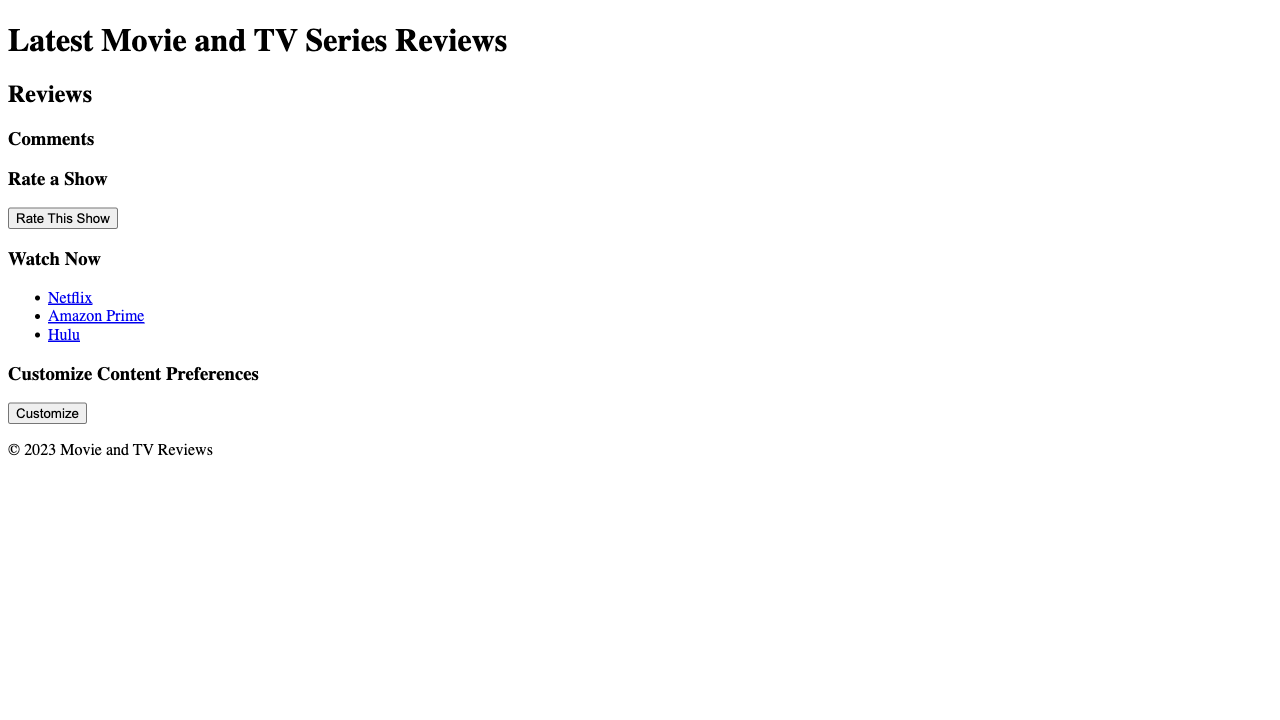 Latest Movie and TV Series Reviews
Reviews
Comments
Rate a Show
Rate This Show
Watch Now
Netflix
Amazon Prime
Hulu
Customize Content Preferences
Customize
© 2023 Movie and TV Reviews